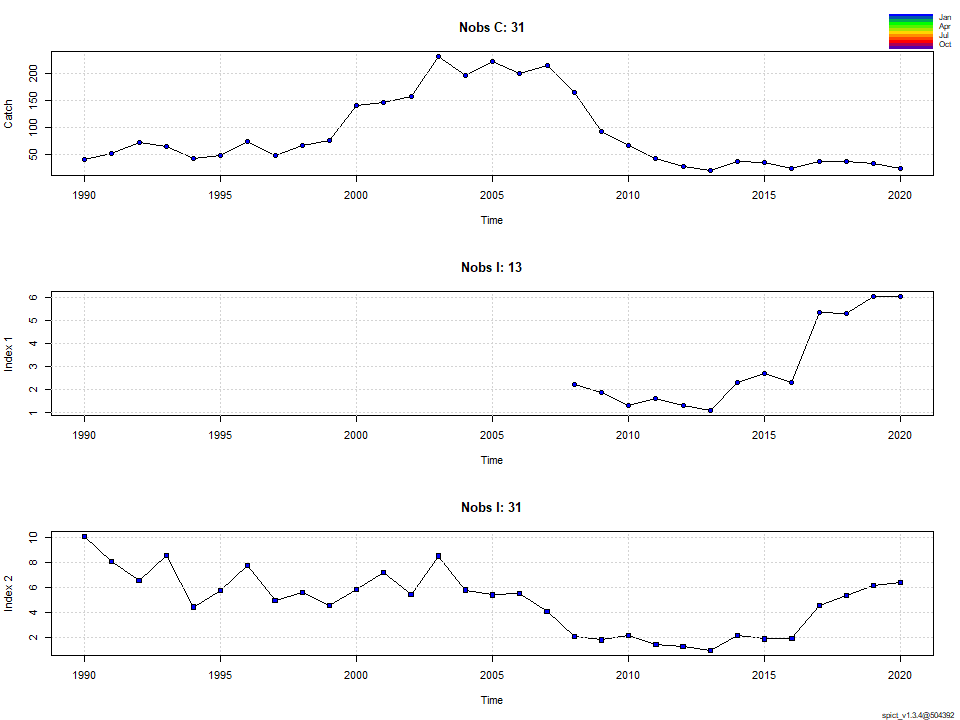 Nobs C: 31
Jan
Apr
Jul
Oct
Catch
50 100 150 200
1990 1995 2000 2005 2010 2015 2020
Time
Nobs I: 13
Index 1
1 2 3 4 5 6
1990 1995 2000 2005 2010 2015 2020
Time
Nobs I: 31
Index 2
2 4 6 8 10
1990 1995 2000 2005 2010 2015 2020
Time
spict_v1.3.4@504392